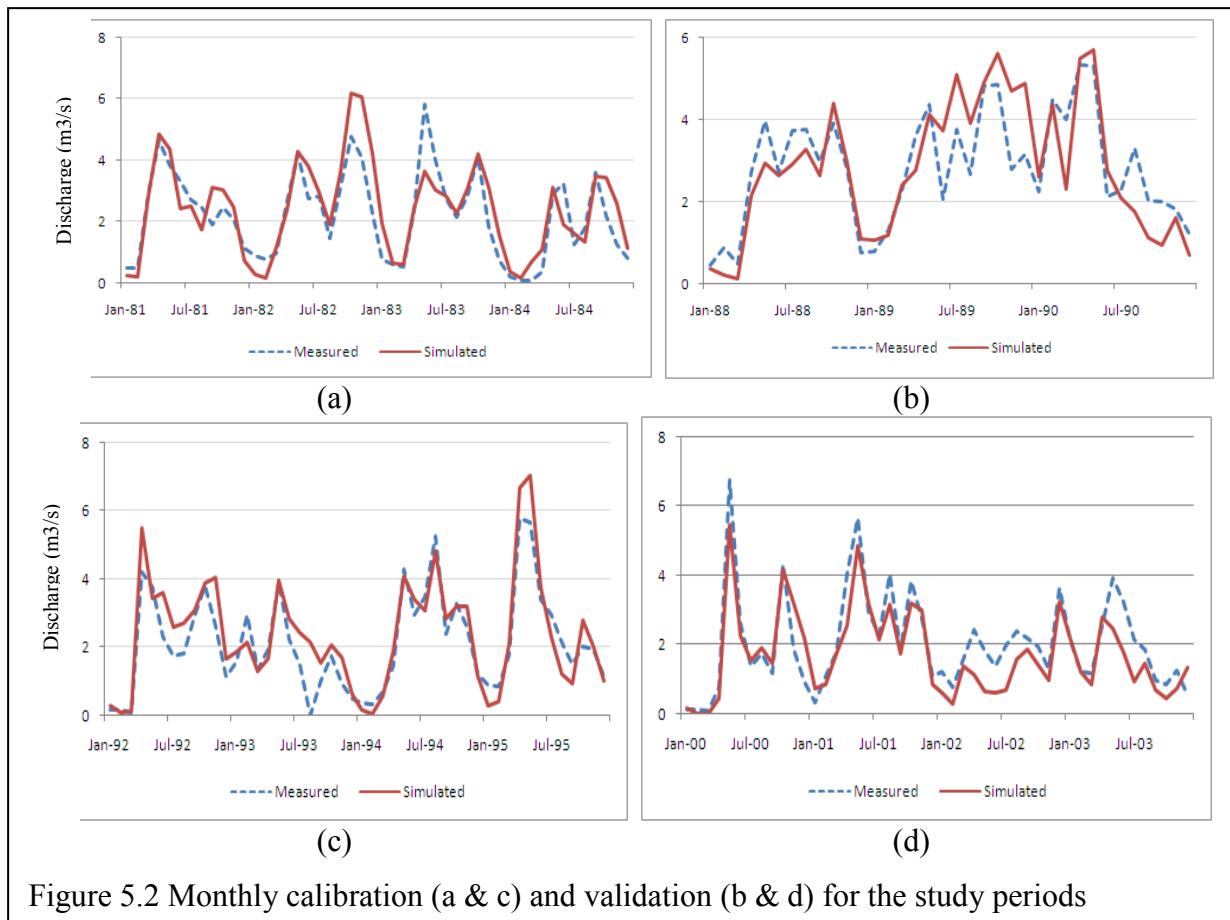 8
6
4
2
0
Discharge (m3/s)
Jan-81 Jul-81 Jan-82 Jul-82 Jan-83 Jul-83 Jan-84 Jul-84
Measured Simulated
(a)
6
4
2
0
Jan-88 Jul-88 Jan-89 Jul-89 Jan-90 Jul-90
Measured Simulated
(b)
8
6
4
2
0
Discharge (m3/s)
Jan-92 Jul-92 Jan-93 Jul-93 Jan-94 Jul-94 Jan-95 Jul-95
Measured Simulated
(c)
8
6
4
2
0
Jan-00 Jul-00 Jan-01 Jul-01 Jan-02 Jul-02 Jan-03 Jul-03
Measured Simulated
(d)
Figure 5.2 Monthly calibration (a & c) and validation (b & d) for the study periods